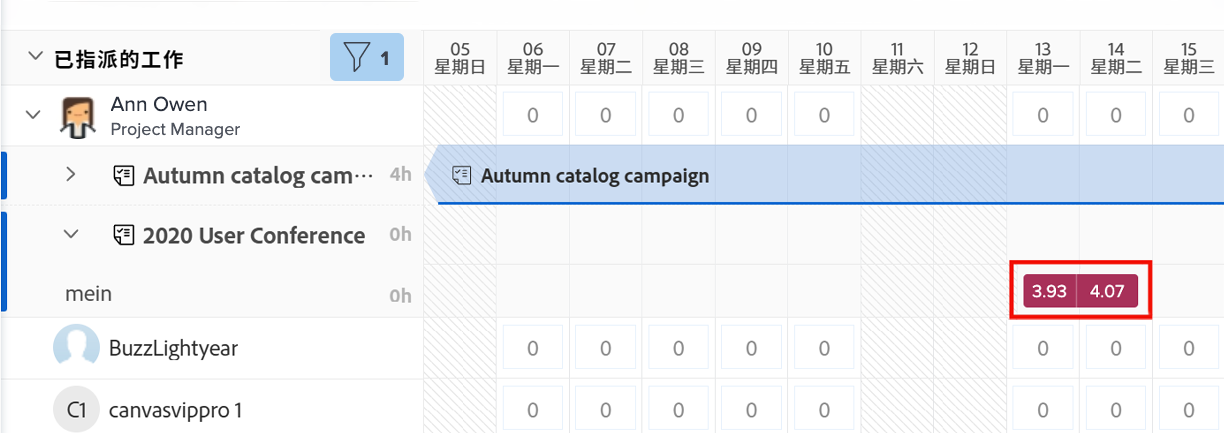 已指派的工作 1 05 06 07 08 09 10 11 12 13 14 15
星期日 星期一 星期二 星期三 星期四 星期五 星期六 星期日 星期一 星期二 星期三
Ann Owen
Project Manager
0 0 0 0 0 0 0 0
Autumn catalog cam··· 4h Autumn catalog campaign
2020 User Conference 0h
mein 0h 3.93 4.07
BuzzLightyear 0 0 0 0 0 0 0 0
C1 canvasvippro 1 0 0 0 0 0 0 0 0